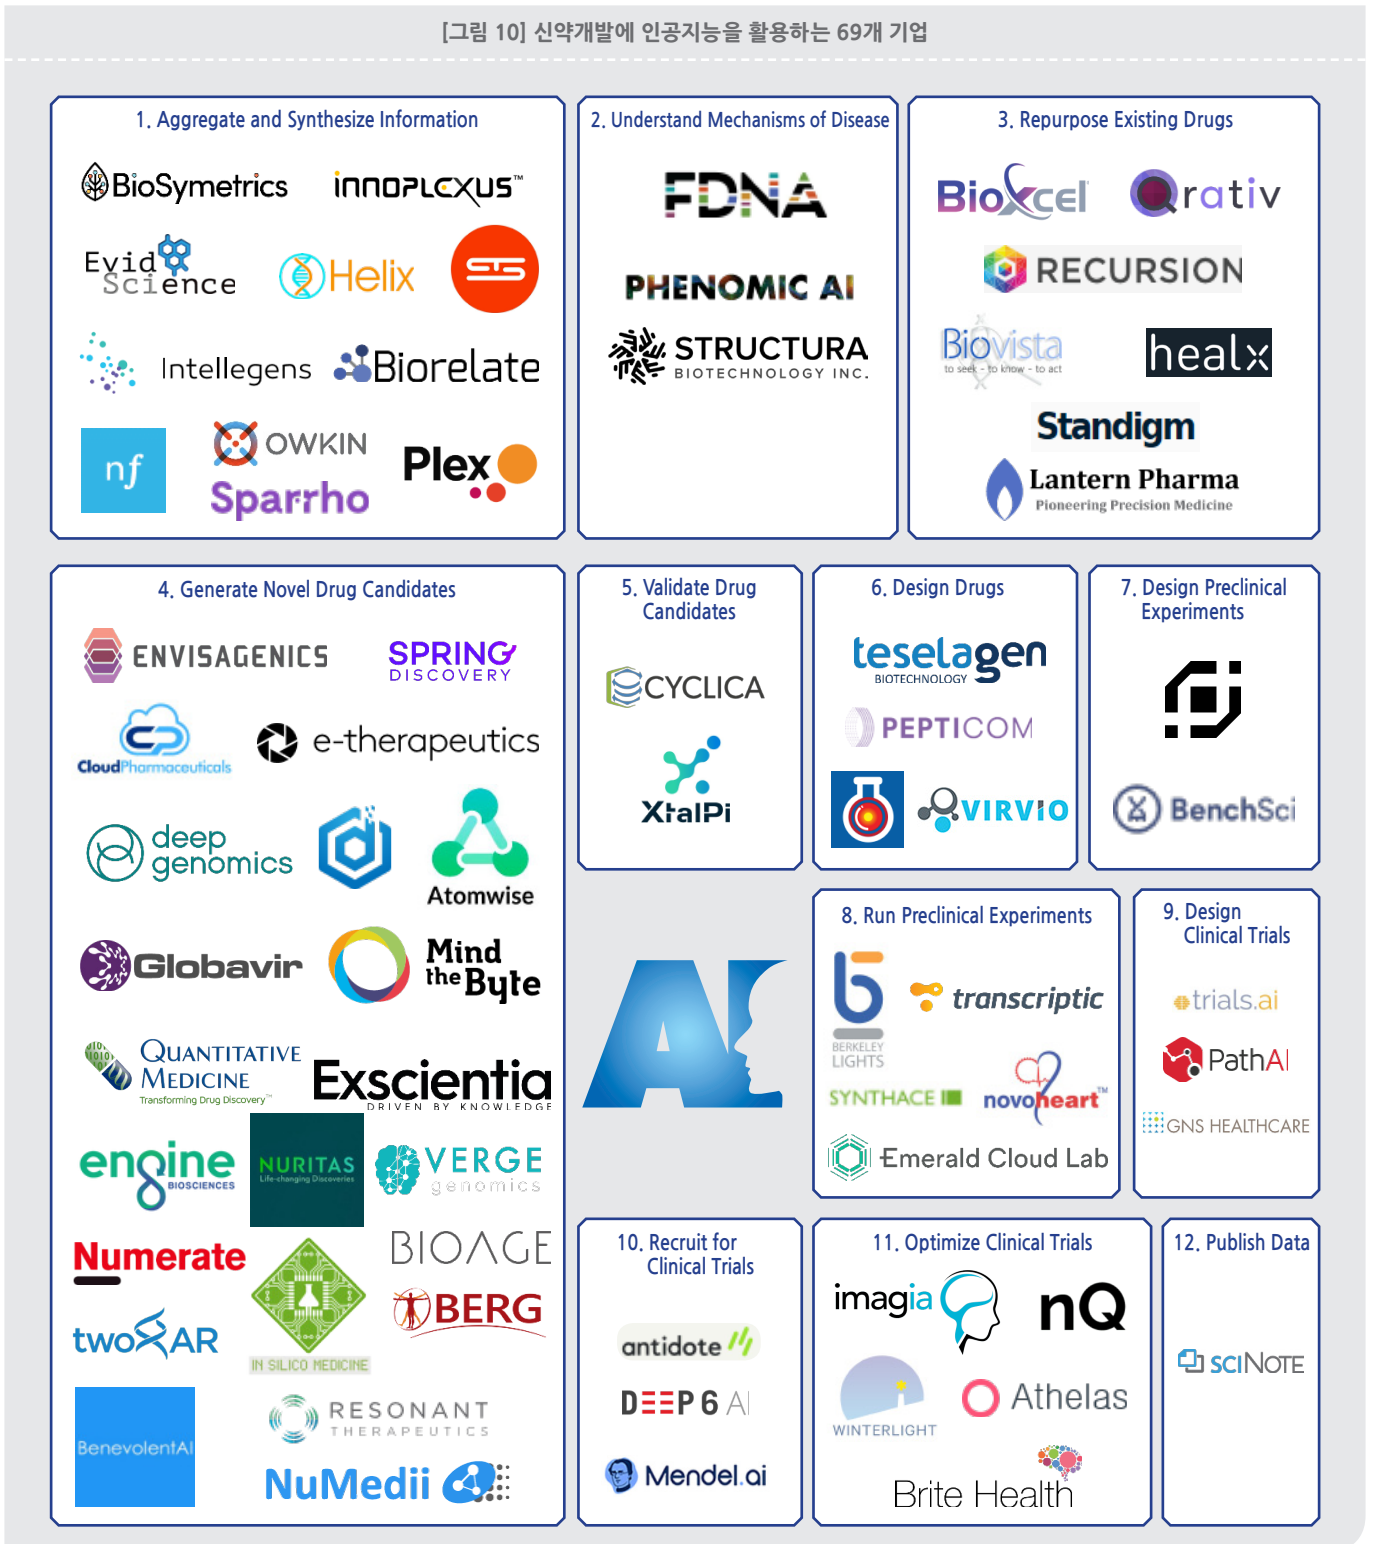 [그림 10] 신약개발에 인공지능을 활용하는 69개 기업
1. Aggregate and Synthesize Information
BioSymetrics
innoplexus™
Evid Science
Helix
STS
Intellegens
Biorelate
nf
OWKIN
Sparrho
Plex
2. Understand Mechanisms of Disease
FDNA
PHENOMIC AI
STRUCTURA
BIOTECHNOLOGY INC.
3. Repurpose Existing Drugs
BioXcel
Qrativ
RECURSION
Biovista
to seek - to know - to act
healx
Standigm
Lantern Pharma
Pioneering Precision Medicine
4. Generate Novel Drug Candidates
ENVISAGENICS
SPRING
DISCOVERY
CloudPharmaceuticals
e-therapeutics
deep
genomics
Atomwise
Globavir
Mind
the Byte
QUANTITATIVE
MEDICINE
Transforming Drug Discovery™
Exscientia
DRIVEN BY KNOWLEDGE
engine
BIOSCIENCES
NURITAS
Life-changing Discoveries
VERGE
genomics
Numerate
IN SILICO MEDICINE
BIOAGE
BERG
twoXAR
BenevolentAI
RESONANT
THERAPEUTICS
NuMedii
5. Validate Drug
Candidates
CYCLICA
XtalPi
6. Design Drugs
teselagen
BIOTECHNOLOGY
PEPTICOM
VIRVIO
7. Design Preclinical
Experiments
BenchSci
AI
8. Run Preclinical Experiments
BERKELEY
LIGHTS
transcriptic
SYNTHACE
novoheart™
Emerald Cloud Lab
9. Design
Clinical Trials
trials.ai
PathAI
GNS HEALTHCARE
10. Recruit for
Clinical Trials
antidote
DEEP 6 AI
Mendel.ai
11. Optimize Clinical Trials
imagia
nQ
WINTERLIGHT
Athelas
Brite Health
12. Publish Data
SCINOTE